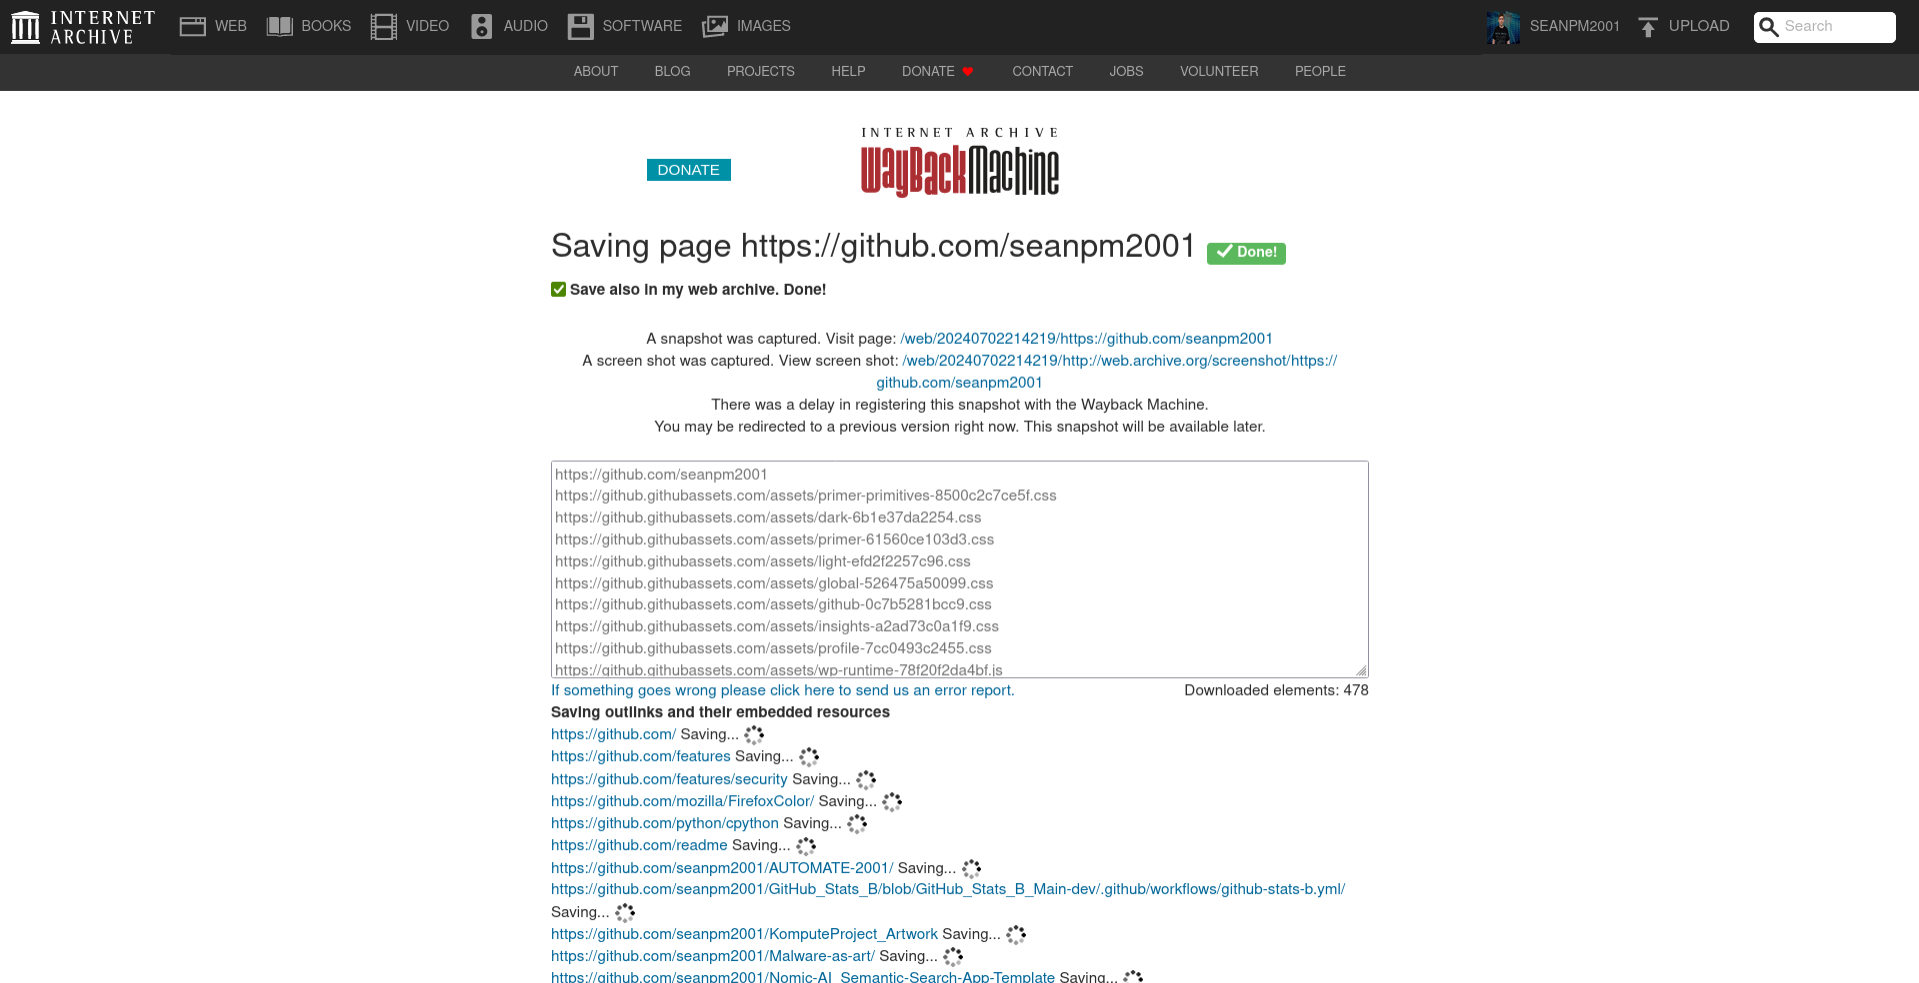 INTERNET ARCHIVE
WEB BOOKS VIDEO AUDIO SOFTWARE IMAGES SEANPM2001 UPLOAD Search
ABOUT BLOG PROJECTS HELP DONATE CONTACT JOBS VOLUNTEER PEOPLE
INTERNET ARCHIVE
WayBackMachine
DONATE
Saving page https://github.com/seanpm2001 Done!
Save also in my web archive. Done!
A snapshot was captured. Visit page: /web/20240702214219/https://github.com/seanpm2001
A screen shot was captured. View screen shot: /web/20240702214219/http://web.archive.org/screenshot/https://
github.com/seanpm2001
There was a delay in registering this snapshot with the Wayback Machine.
You may be redirected to a previous version right now. This snapshot will be available later.
https://github.com/seanpm2001
https://github.githubassets.com/assets/primer-primitives-8500c2c7ce5f.css
https://github.githubassets.com/assets/dark-6b1e37da2254.css
https://github.githubassets.com/assets/primer-61560ce103d3.css
https://github.githubassets.com/assets/light-efd2f2257c96.css
https://github.githubassets.com/assets/global-526475a50099.css
https://github.githubassets.com/assets/github-0c7b5281bcc9.css
https://github.githubassets.com/assets/insights-a2ad73c0a1f9.css
https://github.githubassets.com/assets/profile-7cc0493c2455.css
https://github.githubassets.com/assets/wp-runtime-78f20f2da4bf.js
If something goes wrong please click here to send us an error report. Downloaded elements: 478
Saving outlinks and their embedded resources
https://github.com/ Saving...
https://github.com/features Saving...
https://github.com/features/security Saving...
https://github.com/mozilla/FirefoxColor/ Saving...
https://github.com/python/cpython Saving...
https://github.com/readme Saving...
https://github.com/seanpm2001/AUTOMATE-2001/ Saving...
https://github.com/seanpm2001/GitHub_Stats_B/blob/GitHub_Stats_B_Main-dev/.github/workflows/github-stats-b.yml/
Saving...
https://github.com/seanpm2001/KomputeProject_Artwork Saving...
https://github.com/seanpm2001/Malware-as-art/ Saving...
https://github.com/seanpm2001/Nomic-AI_Semantic-Search-App-Template Saving...